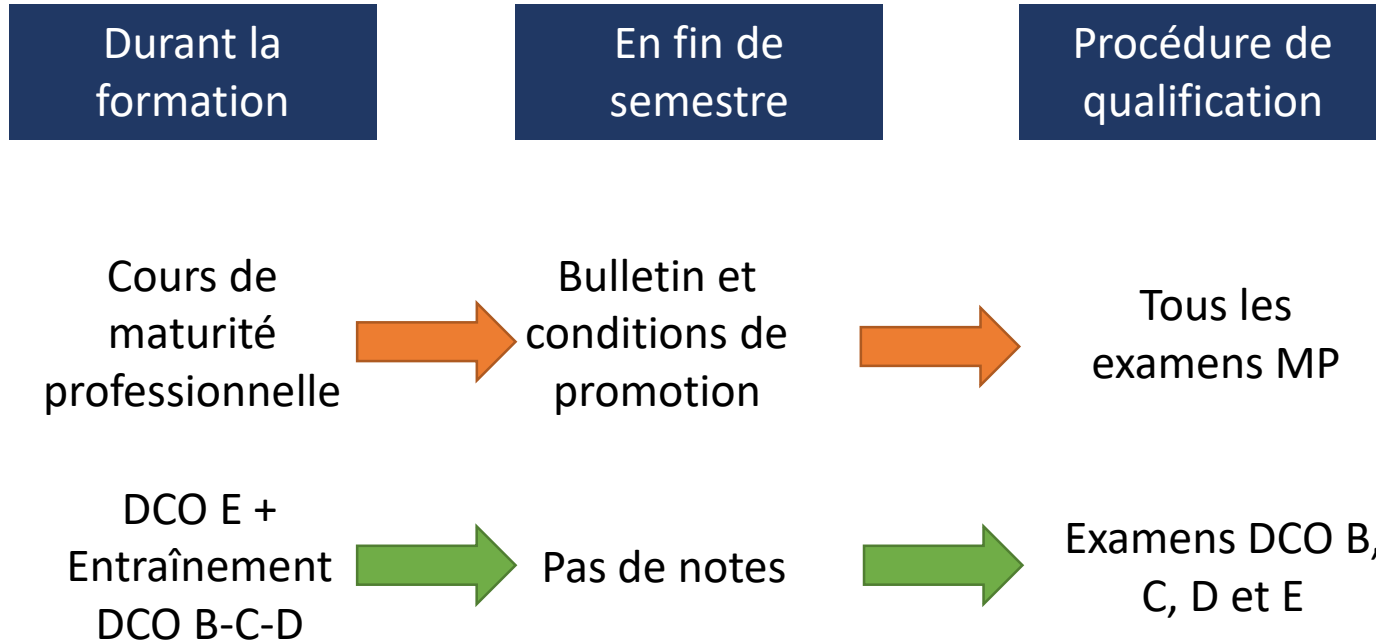 Durant la
formation
En fin de
semestre
Procédure de
qualification
Cours de
maturité
professionnelle
Bulletin et
conditions de
promotion
Tous les
examens MP
DCO E +
Entraînement
DCO B-C-D
Pas de notes
Examens DCO B,
C, D et E